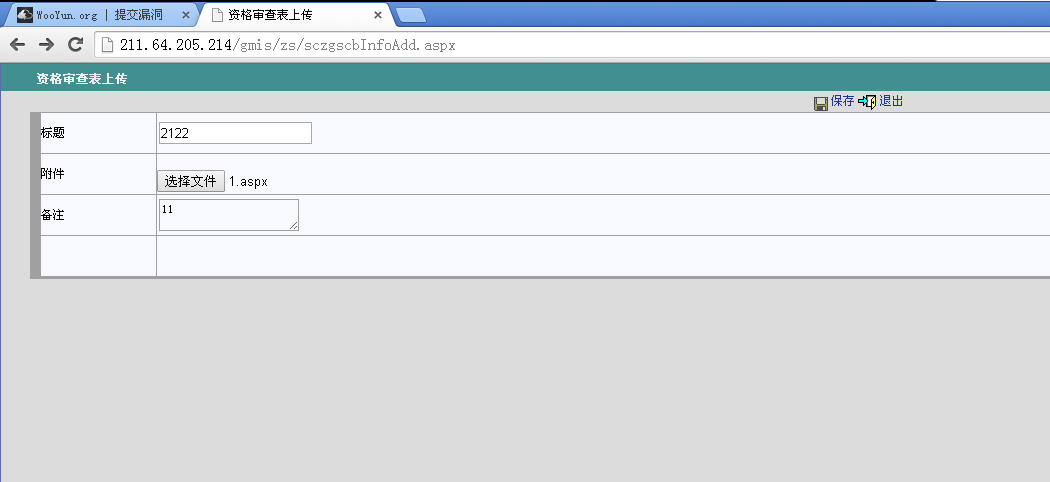 WooYun.org | 提交漏洞
资格审查表上传
211.64.205.214/gmis/zs/sczgscbInfoAdd.aspx
资格审查表上传
保存 退出
标题 2122
附件 选择文件 1.aspx
备注 11